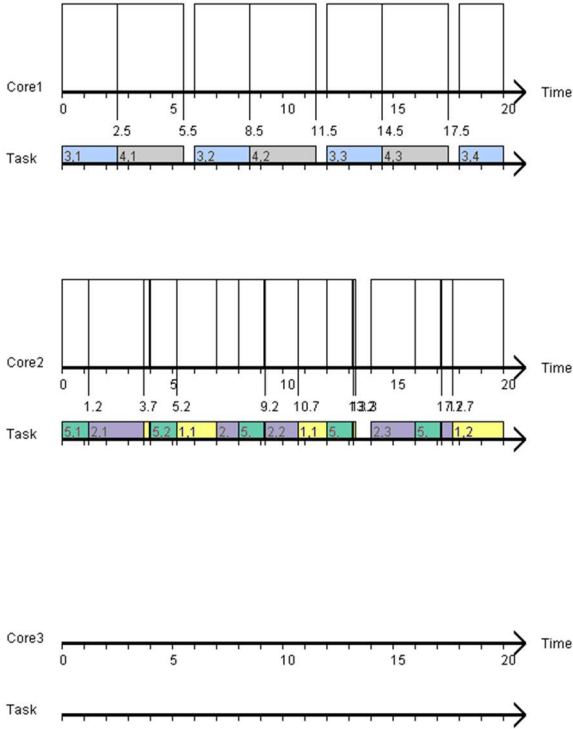 Core1 Time
0 5 10 15 20
2.5 5.5 8.5 11.5 14.5 17.5
Task 3,1 4,1 3,2 4,2 3,3 4,3 3,4
Core2 Time
0 5 10 15 20
1.2 3.7 5.2 9.2 10.7
Task 5,1 2,1 5,2 1,1 2, 5, 2,2 1,1 5, 2,3 5, 1,2
Core3 Time
0 5 10 15 20
Task